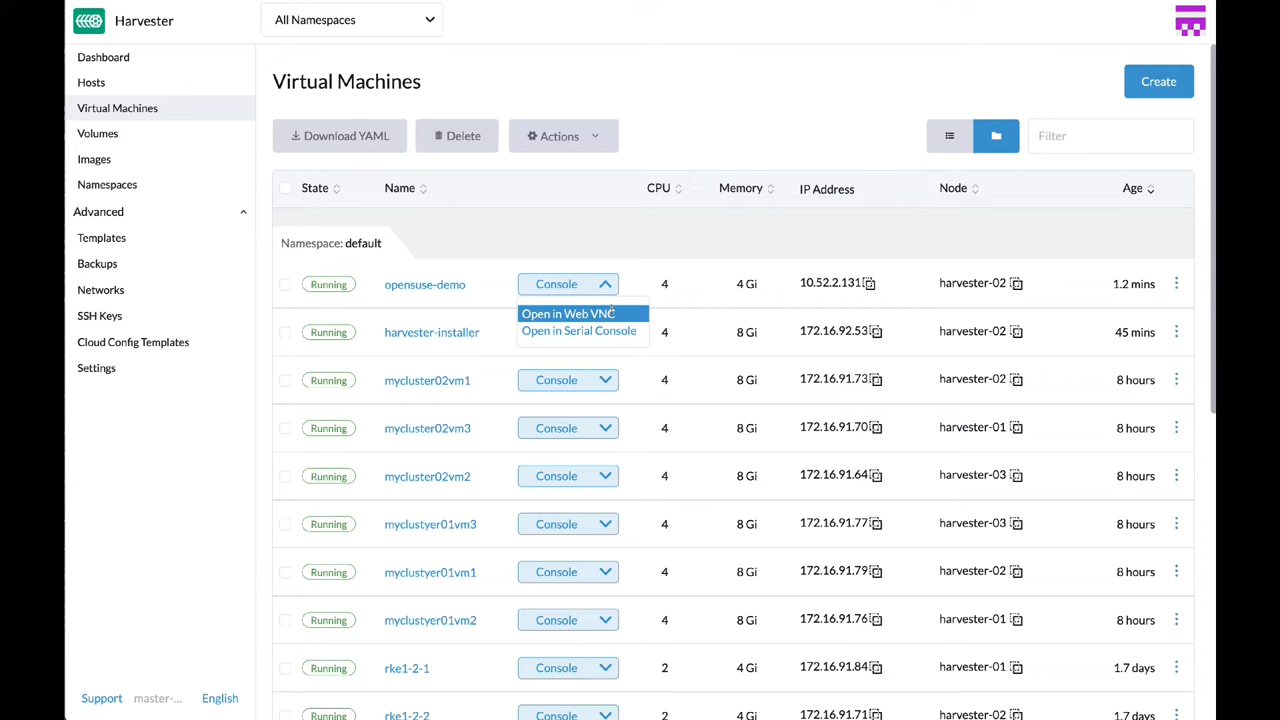 Harvester
All Namespaces
Dashboard
Hosts
Virtual Machines
Volumes
Images
Namespaces
Advanced
Templates
Backups
Networks
SSH Keys
Cloud Config Templates
Settings
Support master-... English
Virtual Machines
Create
Download YAML Delete Actions Filter
State Name CPU Memory IP Address Node Age
Namespace: default
Running opensuse-demo Console 4 4 Gi 10.52.2.131 harvester-02 1.2 mins
Open in Web VNC
Open in Serial Console
Running harvester-installer 4 8 Gi 172.16.92.53 harvester-02 45 mins
Running mycluster02vm1 Console 4 8 Gi 172.16.91.73 harvester-02 8 hours
Running mycluster02vm3 Console 4 8 Gi 172.16.91.70 harvester-01 8 hours
Running mycluster02vm2 Console 4 8 Gi 172.16.91.64 harvester-03 8 hours
Running myclustyer01vm3 Console 4 8 Gi 172.16.91.77 harvester-03 8 hours
Running myclustyer01vm1 Console 4 8 Gi 172.16.91.79 harvester-02 8 hours
Running myclustyer01vm2 Console 4 8 Gi 172.16.91.76 harvester-01 8 hours
Running rke1-2-1 Console 2 4 Gi 172.16.91.84 harvester-01 1.7 days
Running rke1-2-2 Console 2 4 Gi 172.16.91.71 harvester-02 1.7 days